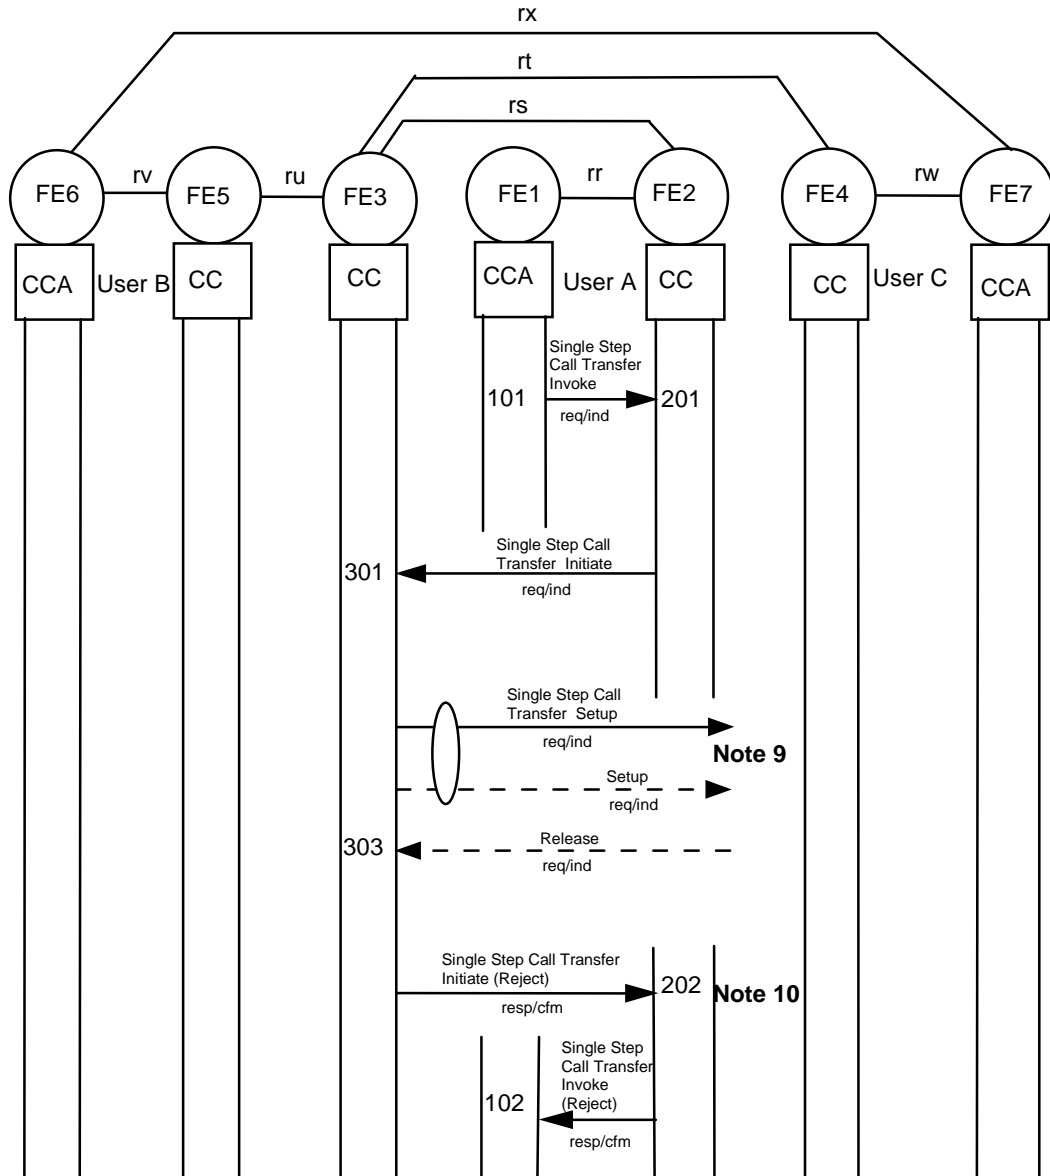 rx
rt
rs
rv
ru
rr
rw
FE6
FE5
FE3
FE1
FE2
FE4
FE7
CCA
User B
CC
CC
CCA
User A
CC
CC
User C
CCA
Single Step
Call Transfer
Invoke
101
201
req/ind
Single Step Call
Transfer Initiate
301
req/ind
Single Step Call
Transfer Setup
req/ind
Note 9
Setup
req/ind
Release
303
req/ind
Single Step Call Transfer
Initiate (Reject)
202
Note 10
resp/cfm
Single Step
Call Transfer
Invoke
(Reject)
102
resp/cfm